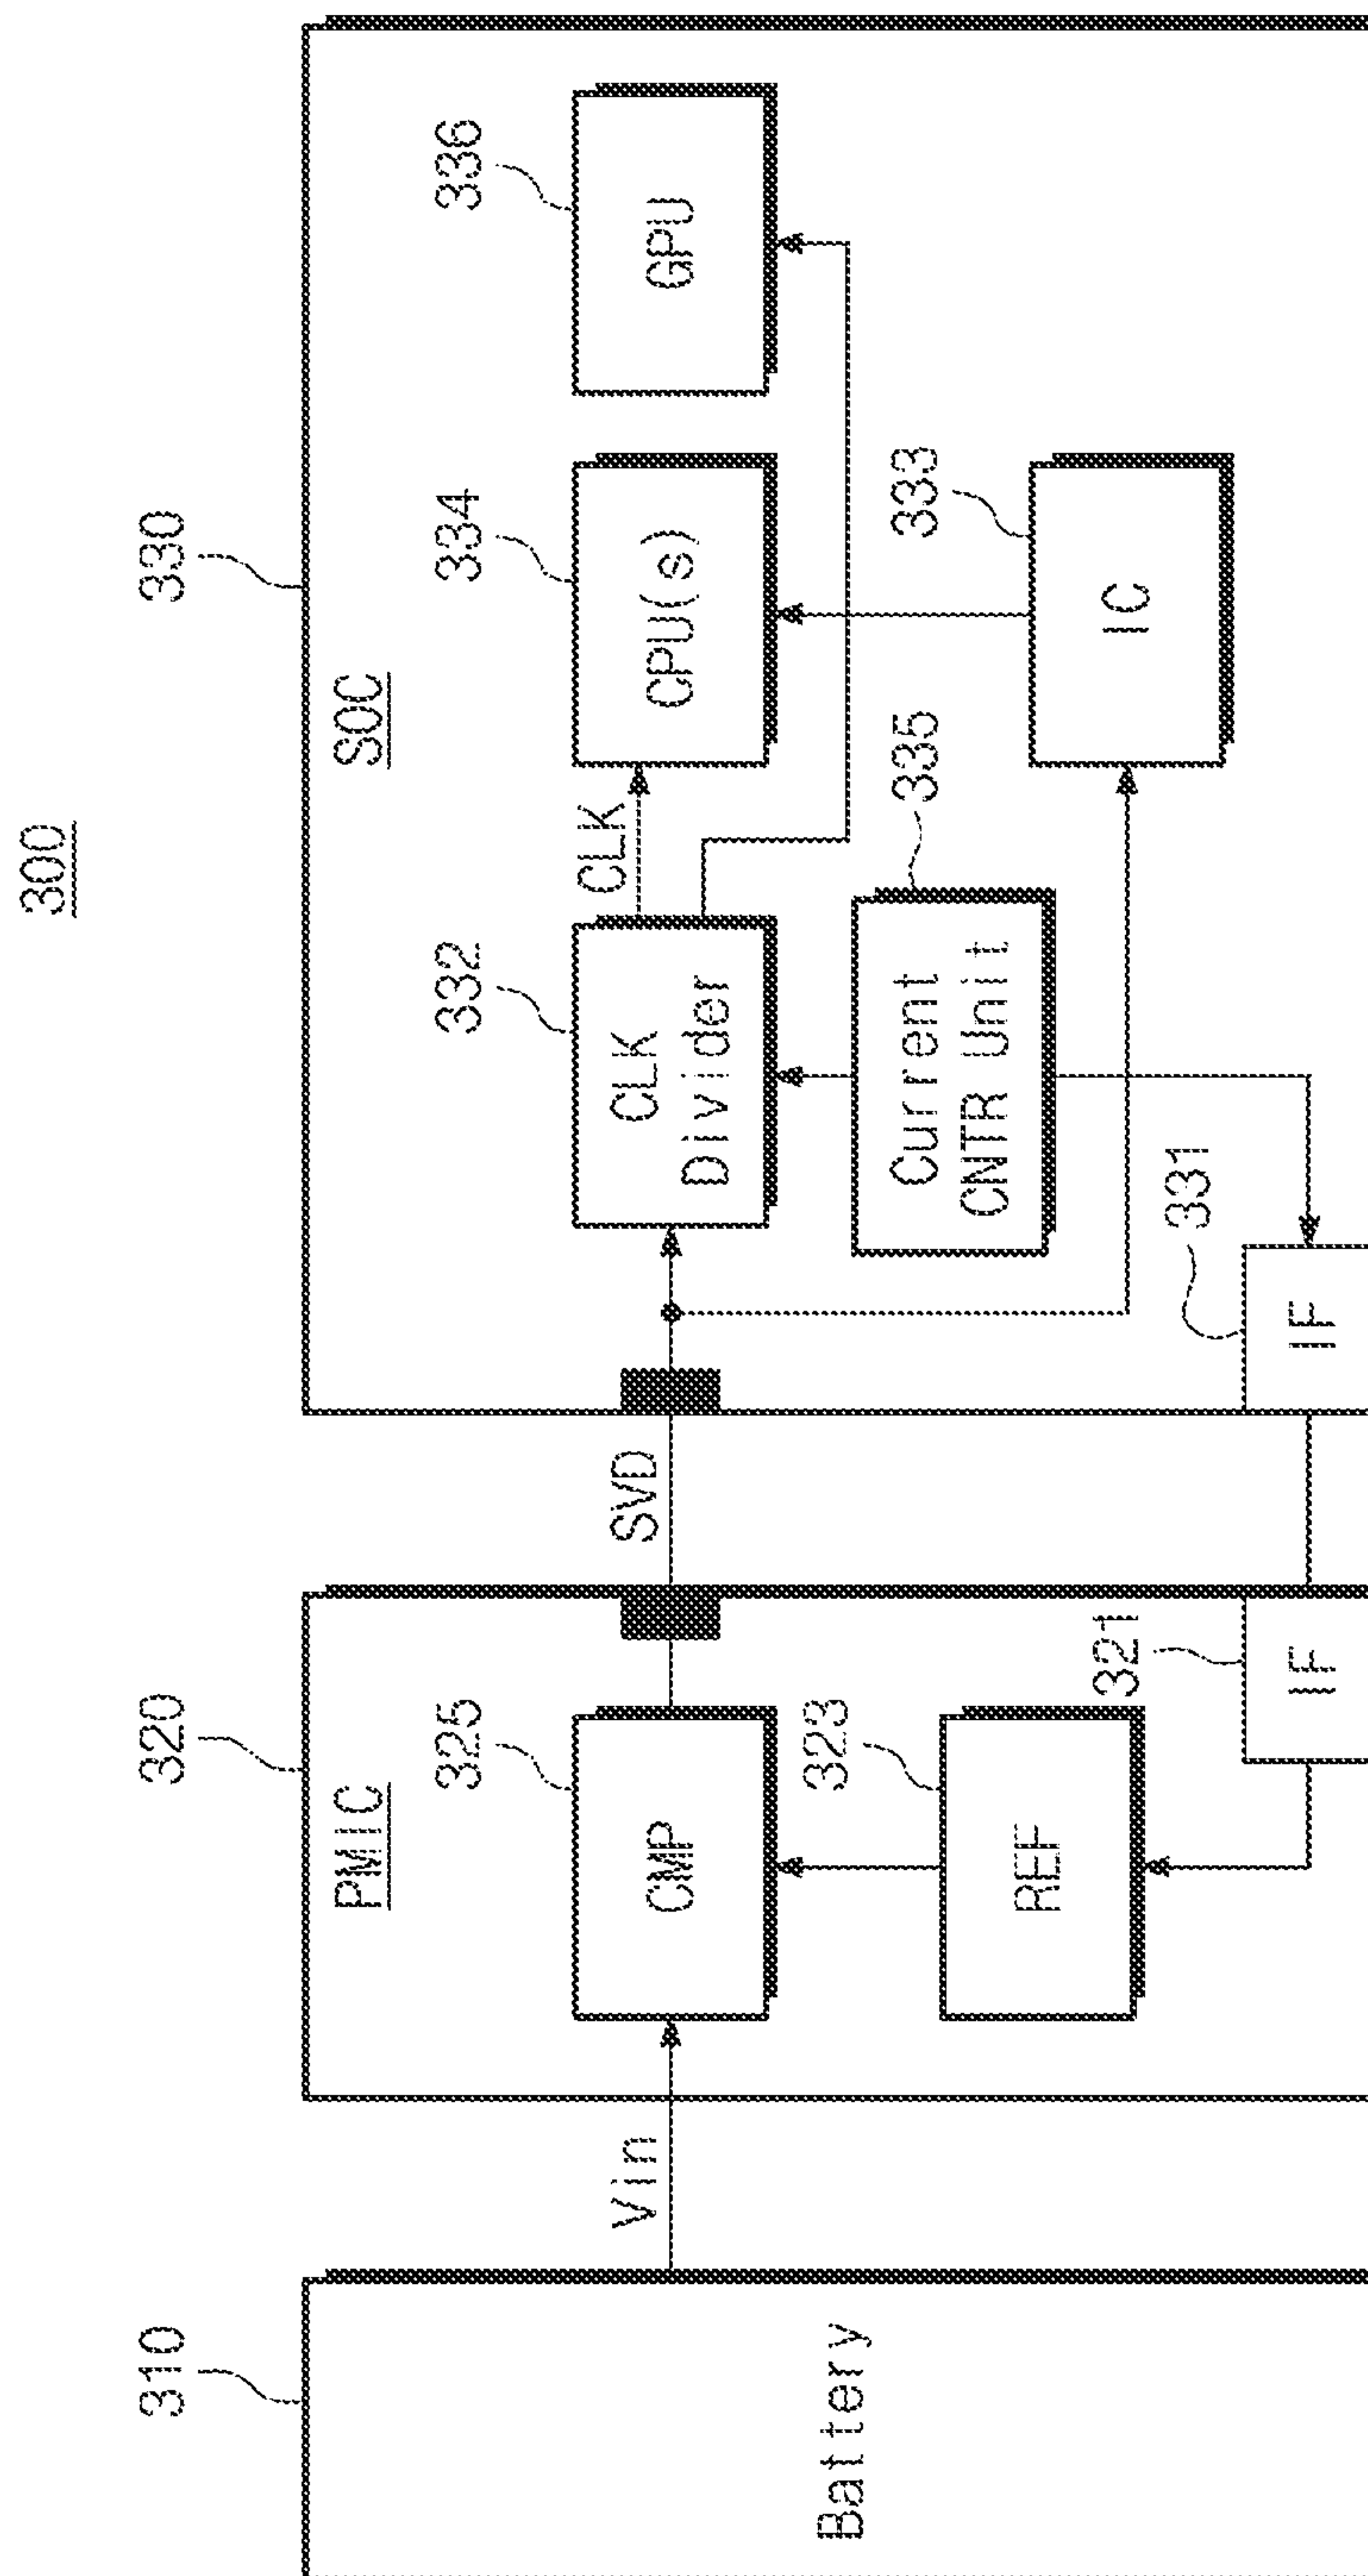 300
310
320
330
Battery
Vin
PMIC
325
CMP
323
REF
321
IF
SVD
SOC
332
CLK
Divider
CLK
334
CPU(s)
336
GPU
335
Current
CNTR Unit
333
IC
331
IF